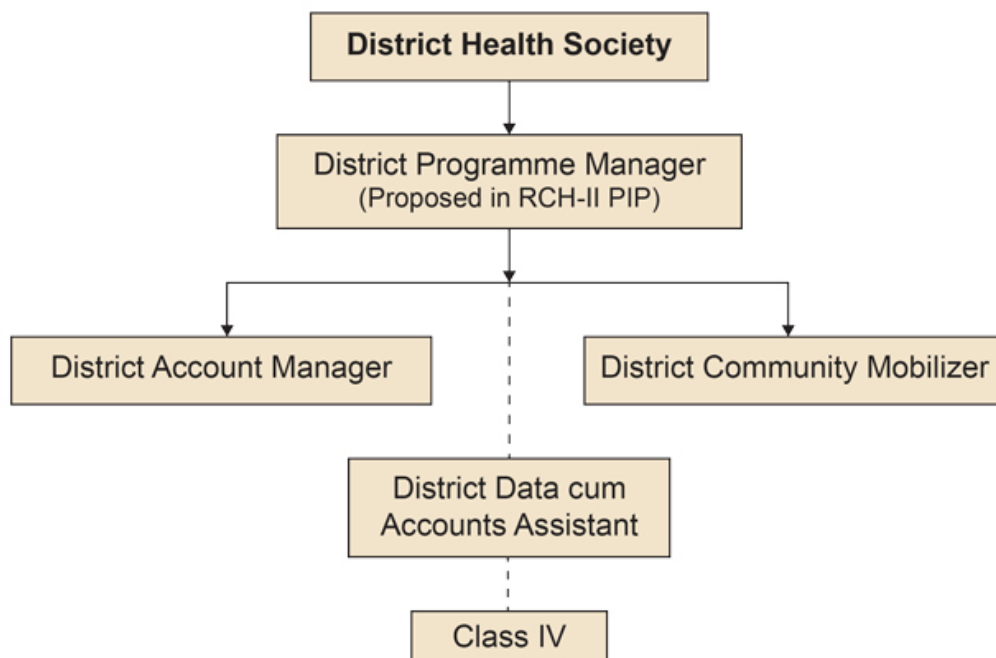 District Health Society
District Programme Manager
(Proposed in RCH-II PIP)
District Account Manager
District Community Mobilizer
District Data cum
Accounts Assistant
Class IV